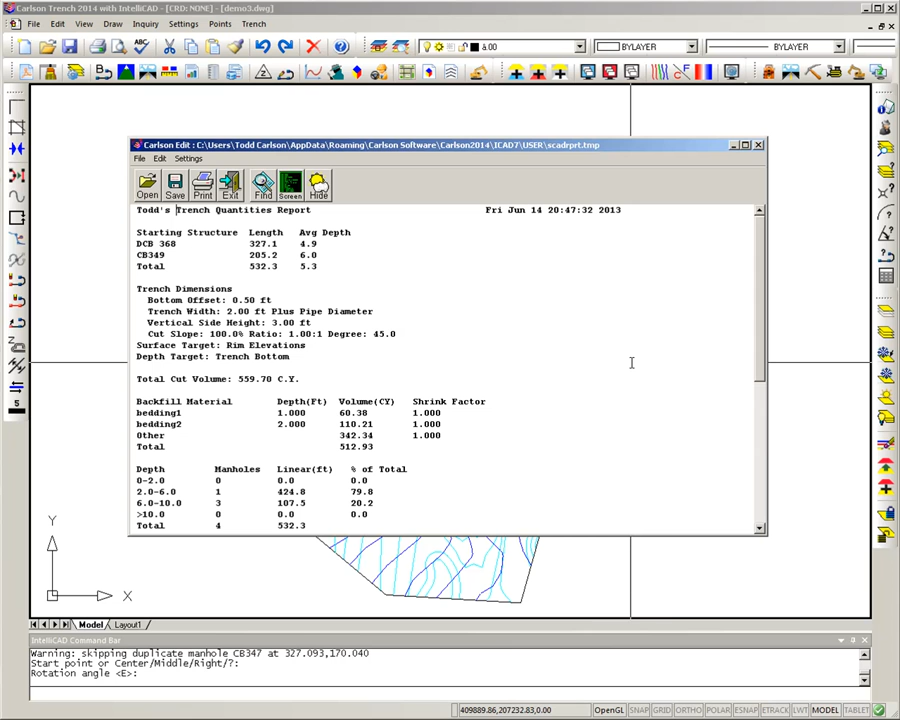 Carlson Trench 2014 with IntelliCAD - [CRD: NONE] - [demo3.dwg]
File Edit View Draw Inquiry Settings Points Trench
BYLAYER BYLAYER
Carlson Edit : C:\Users\Todd Carlson\AppData\Roaming\Carlson Software\Carlson2014\ICAD7\USER\scadrprt.tmp
File Edit Settings
Open Save Print Exit Find Screen Hide
Todd's Trench Quantities Report Fri Jun 14 20:47:32 2013
Starting Structure Length Avg Depth
DCB 368 327.1 4.9
CB349 205.2 6.0
Total 532.3 5.3
Trench Dimensions
Bottom Offset: 0.50 ft
Trench Width: 2.00 ft Plus Pipe Diameter
Vertical Side Height: 3.00 ft
Cut Slope: 100.0% Ratio: 1.00:1 Degree: 45.0
Surface Target: Rim Elevations
Depth Target: Trench Bottom
Total Cut Volume: 559.70 C.Y.
Backfill Material Depth(Ft) Volume(CY) Shrink Factor
bedding1 1.000 60.38 1.000
bedding2 2.000 110.21 1.000
Other 342.34 1.000
Total 512.93
Depth Manholes Linear(ft) % of Total
0-2.0 0 0.0 0.0
2.0-6.0 1 424.8 79.8
6.0-10.0 3 107.5 20.2
>10.0 0 0.0 0.0
Total 4 532.3
Y
X
Model Layout1
IntelliCAD Command Bar
Warning: skipping duplicate manhole CB347 at 327.093,170.040
Start point or Center/Middle/Right/?:
Rotation angle <E>:
409889.86,207232.83,0.00 OpenGL SNAP GRID ORTHO POLAR ESNAP ETRACK LWT MODEL TABLET